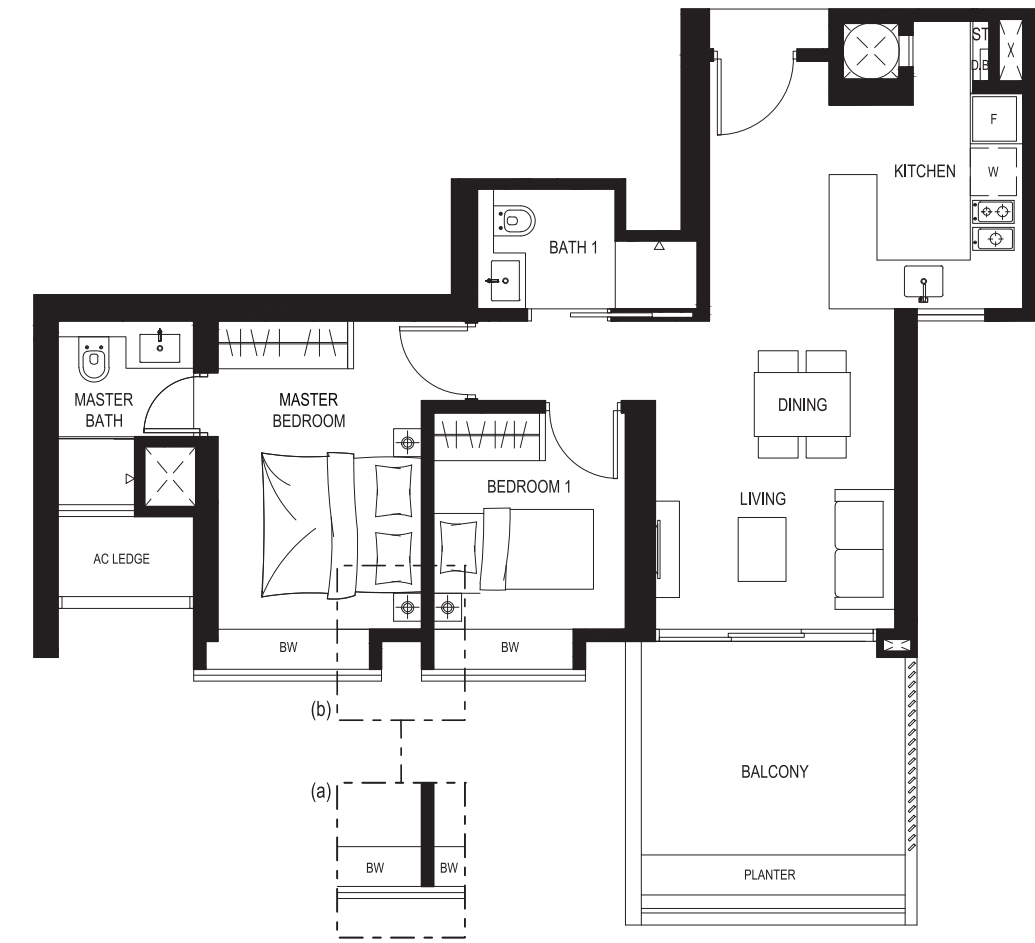 ST
X
D.B
F
KITCHEN
W
BATH 1
MASTER
BATH
MASTER
BEDROOM
DINING
BEDROOM 1
LIVING
AC LEDGE
BW
BW
(b)
BALCONY
(a)
BW
BW
PLANTER